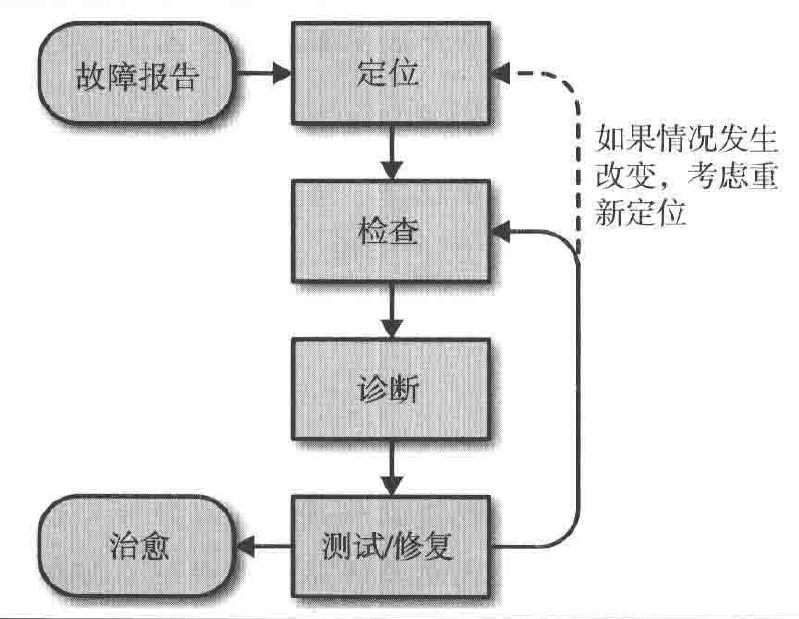 故障报告
定位
如果情况发生
改变，考虑重
新定位
检查
诊断
测试/修复
治愈